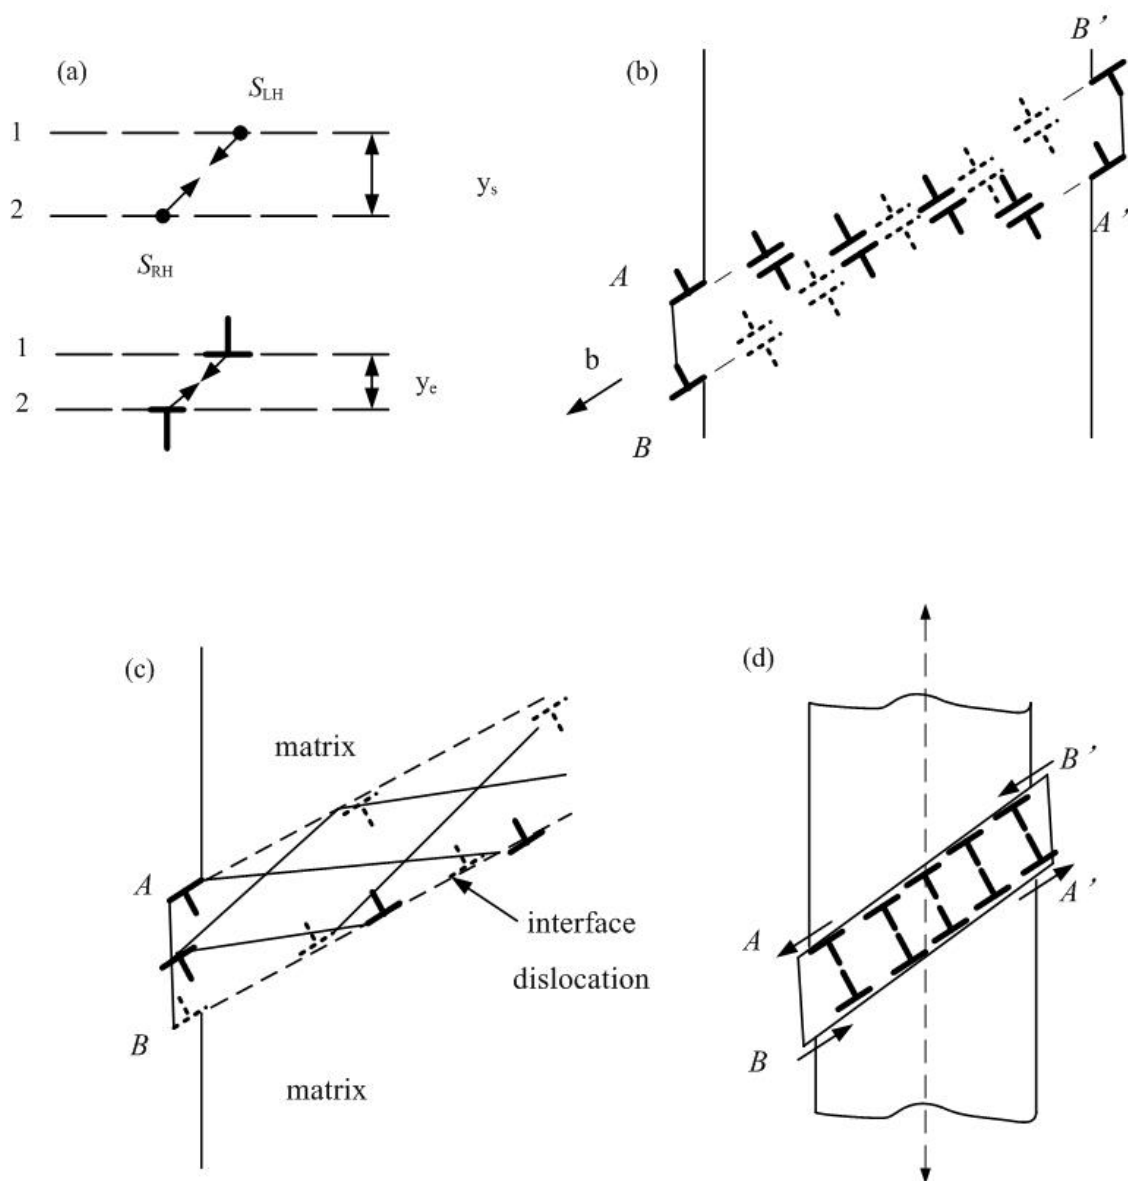 (a)
S_LH
1
2
y_s
S_RH
1
2
y_e
(b)
B′
A
A′
b
B
(c)
matrix
A
interface
dislocation
B
matrix
(d)
B′
A
A′
B